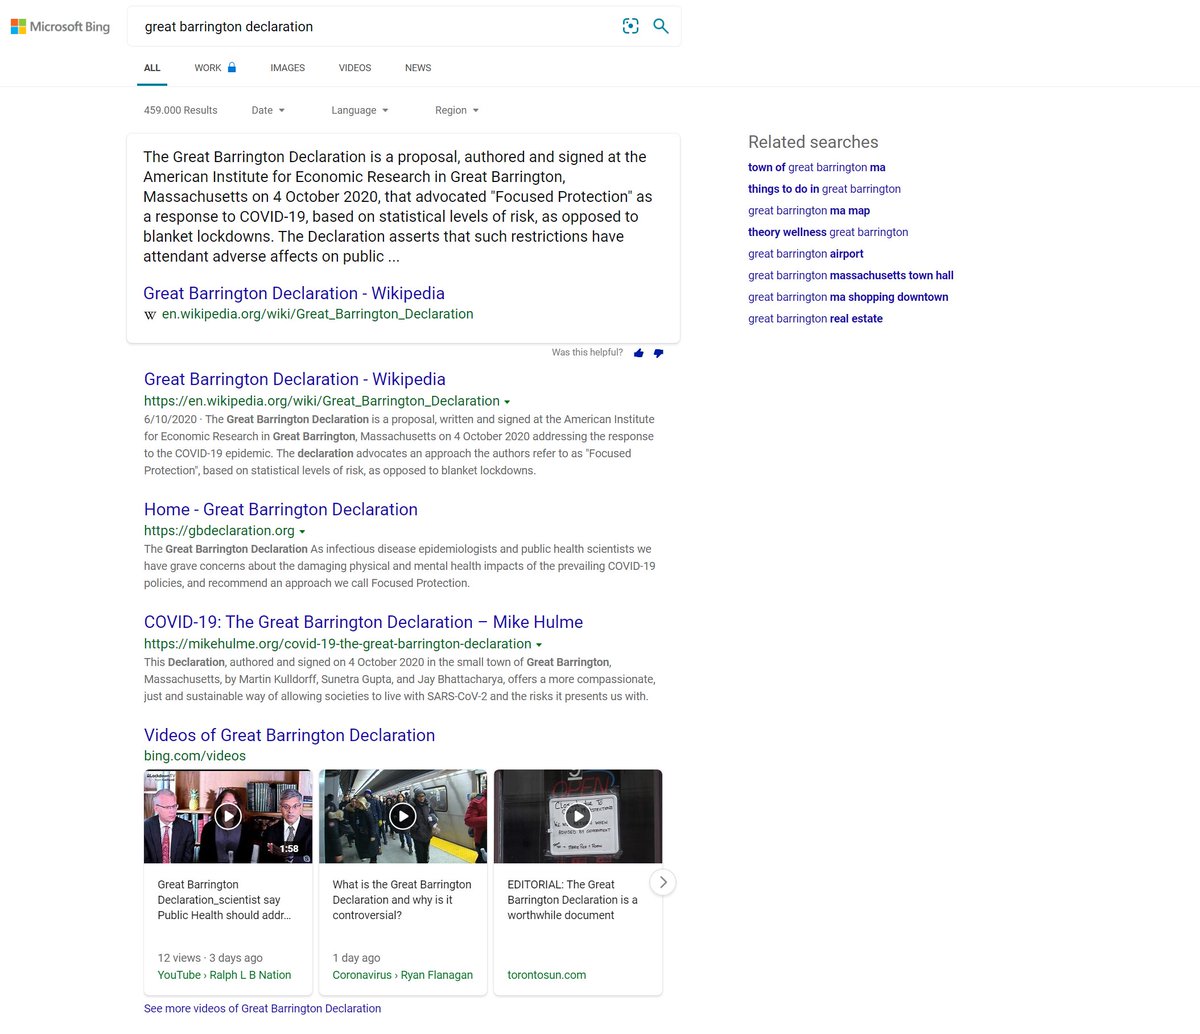 Microsoft Bing
great barrington declaration
ALL WORK IMAGES VIDEOS NEWS
459.000 Results Date Language Region
The Great Barrington Declaration is a proposal, authored and signed at the
American Institute for Economic Research in Great Barrington,
Massachusetts on 4 October 2020, that advocated "Focused Protection" as
a response to COVID-19, based on statistical levels of risk, as opposed to
blanket lockdowns. The Declaration asserts that such restrictions have
attendant adverse affects on public ...
Great Barrington Declaration - Wikipedia
W en.wikipedia.org/wiki/Great_Barrington_Declaration
Was this helpful?
Great Barrington Declaration - Wikipedia
https://en.wikipedia.org/wiki/Great_Barrington_Declaration
6/10/2020 · The Great Barrington Declaration is a proposal, written and signed at the American Institute
for Economic Research in Great Barrington, Massachusetts on 4 October 2020 addressing the response
to the COVID-19 epidemic. The declaration advocates an approach the authors refer to as "Focused
Protection", based on statistical levels of risk, as opposed to blanket lockdowns.
Home - Great Barrington Declaration
https://gbdeclaration.org
The Great Barrington Declaration As infectious disease epidemiologists and public health scientists we
have grave concerns about the damaging physical and mental health impacts of the prevailing COVID-19
policies, and recommend an approach we call Focused Protection.
COVID-19: The Great Barrington Declaration – Mike Hulme
https://mikehulme.org/covid-19-the-great-barrington-declaration
This Declaration, authored and signed on 4 October 2020 in the small town of Great Barrington,
Massachusetts, by Martin Kulldorff, Sunetra Gupta, and Jay Bhattacharya, offers a more compassionate,
just and sustainable way of allowing societies to live with SARS-CoV-2 and the risks it presents us with.
Videos of Great Barrington Declaration
bing.com/videos
1:58
OPEN
Great Barrington
Declaration_scientist say
Public Health should addr...
12 views · 3 days ago
YouTube › Ralph L B Nation
What is the Great Barrington
Declaration and why is it
controversial?
1 day ago
Coronavirus › Ryan Flanagan
EDITORIAL: The Great
Barrington Declaration is a
worthwhile document
torontosun.com
See more videos of Great Barrington Declaration
Related searches
town of great barrington ma
things to do in great barrington
great barrington ma map
theory wellness great barrington
great barrington airport
great barrington massachusetts town hall
great barrington ma shopping downtown
great barrington real estate